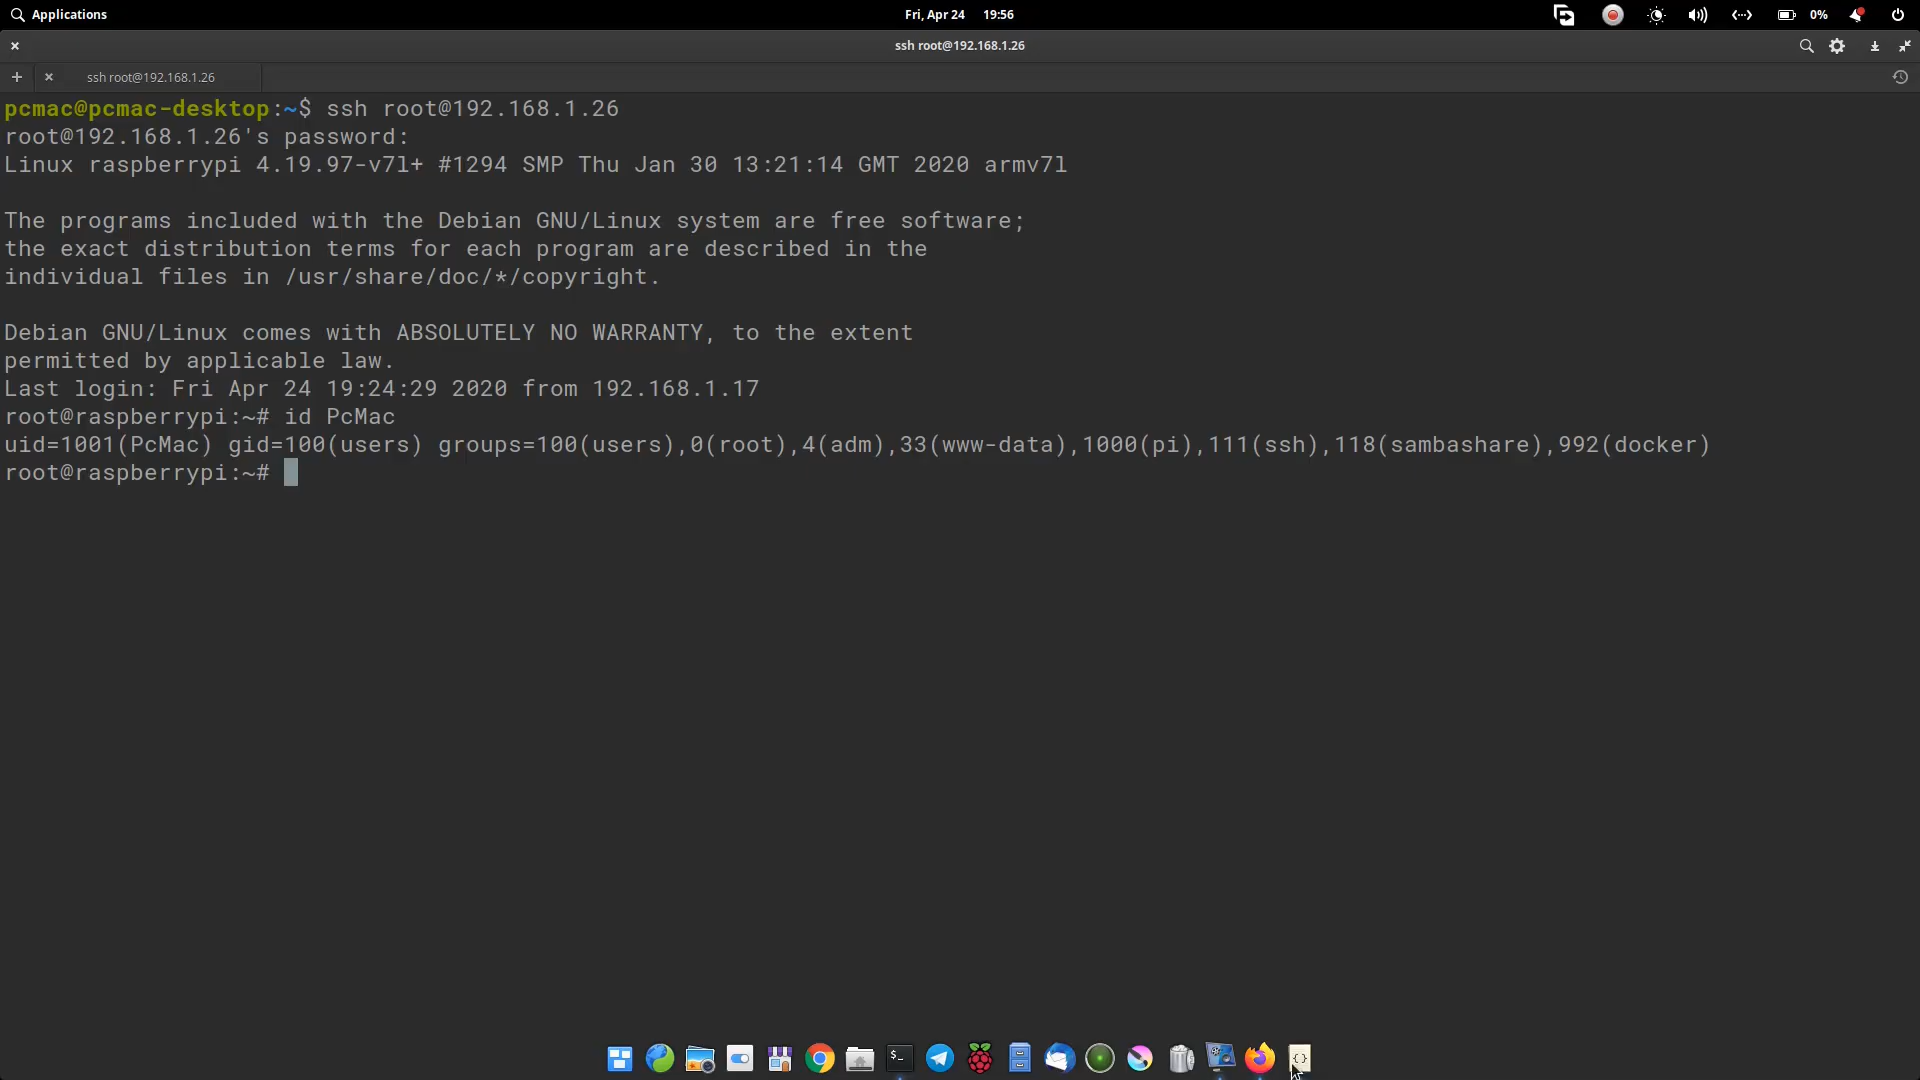 Applications
Fri, Apr 24 19:56
0%
ssh root@192.168.1.26
ssh root@192.168.1.26
pcmac@pcmac-desktop:~$ ssh root@192.168.1.26
root@192.168.1.26's password:
Linux raspberrypi 4.19.97-v7l+ #1294 SMP Thu Jan 30 13:21:14 GMT 2020 armv7l
The programs included with the Debian GNU/Linux system are free software;
the exact distribution terms for each program are described in the
individual files in /usr/share/doc/*/copyright.
Debian GNU/Linux comes with ABSOLUTELY NO WARRANTY, to the extent
permitted by applicable law.
Last login: Fri Apr 24 19:24:29 2020 from 192.168.1.17
root@raspberrypi:~# id PcMac
uid=1001(PcMac) gid=100(users) groups=100(users),0(root),4(adm),33(www-data),1000(pi),111(ssh),118(sambashare),992(docker)
root@raspberrypi:~#